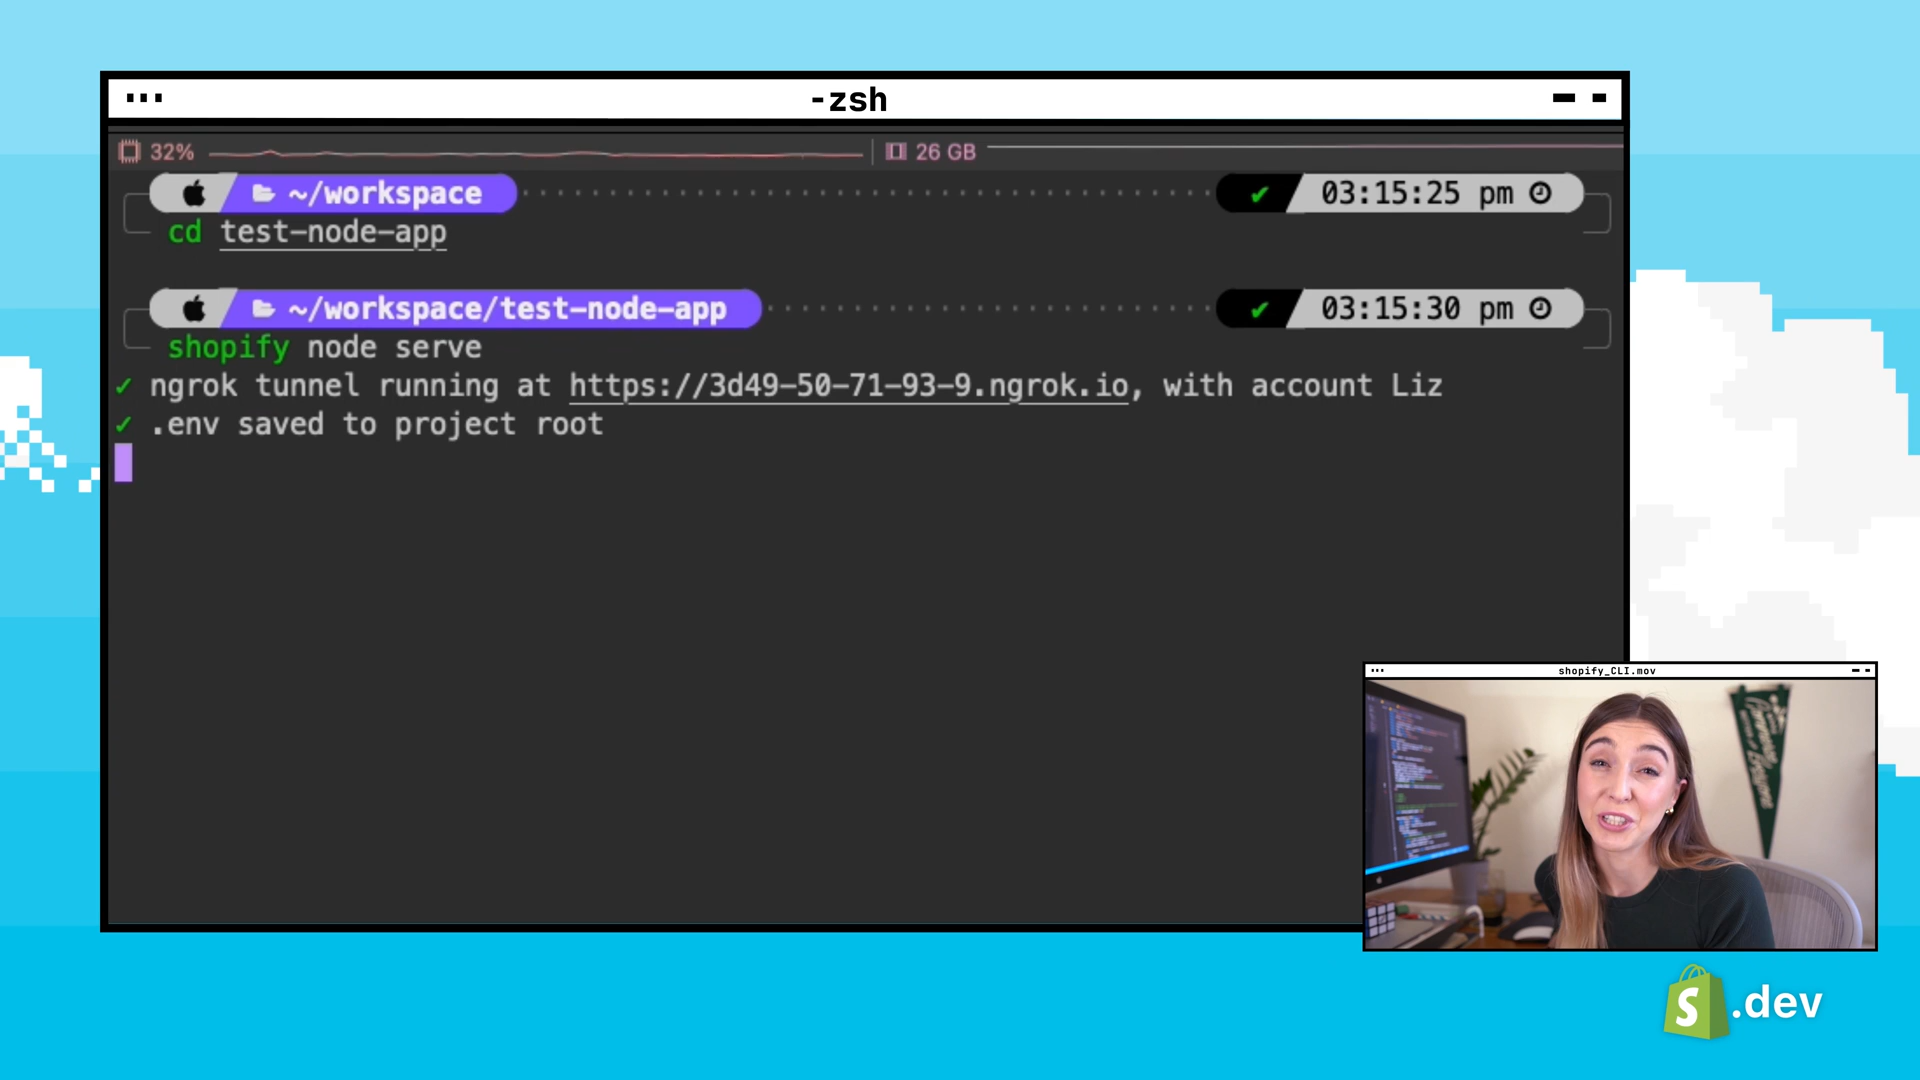 -zsh
32%
26 GB
~/workspace
03:15:25 pm
cd test-node-app
~/workspace/test-node-app
03:15:30 pm
shopify node serve
✓ ngrok tunnel running at https://3d49-50-71-93-9.ngrok.io, with account Liz
✓ .env saved to project root
shopify_CLI.mov
S
.dev